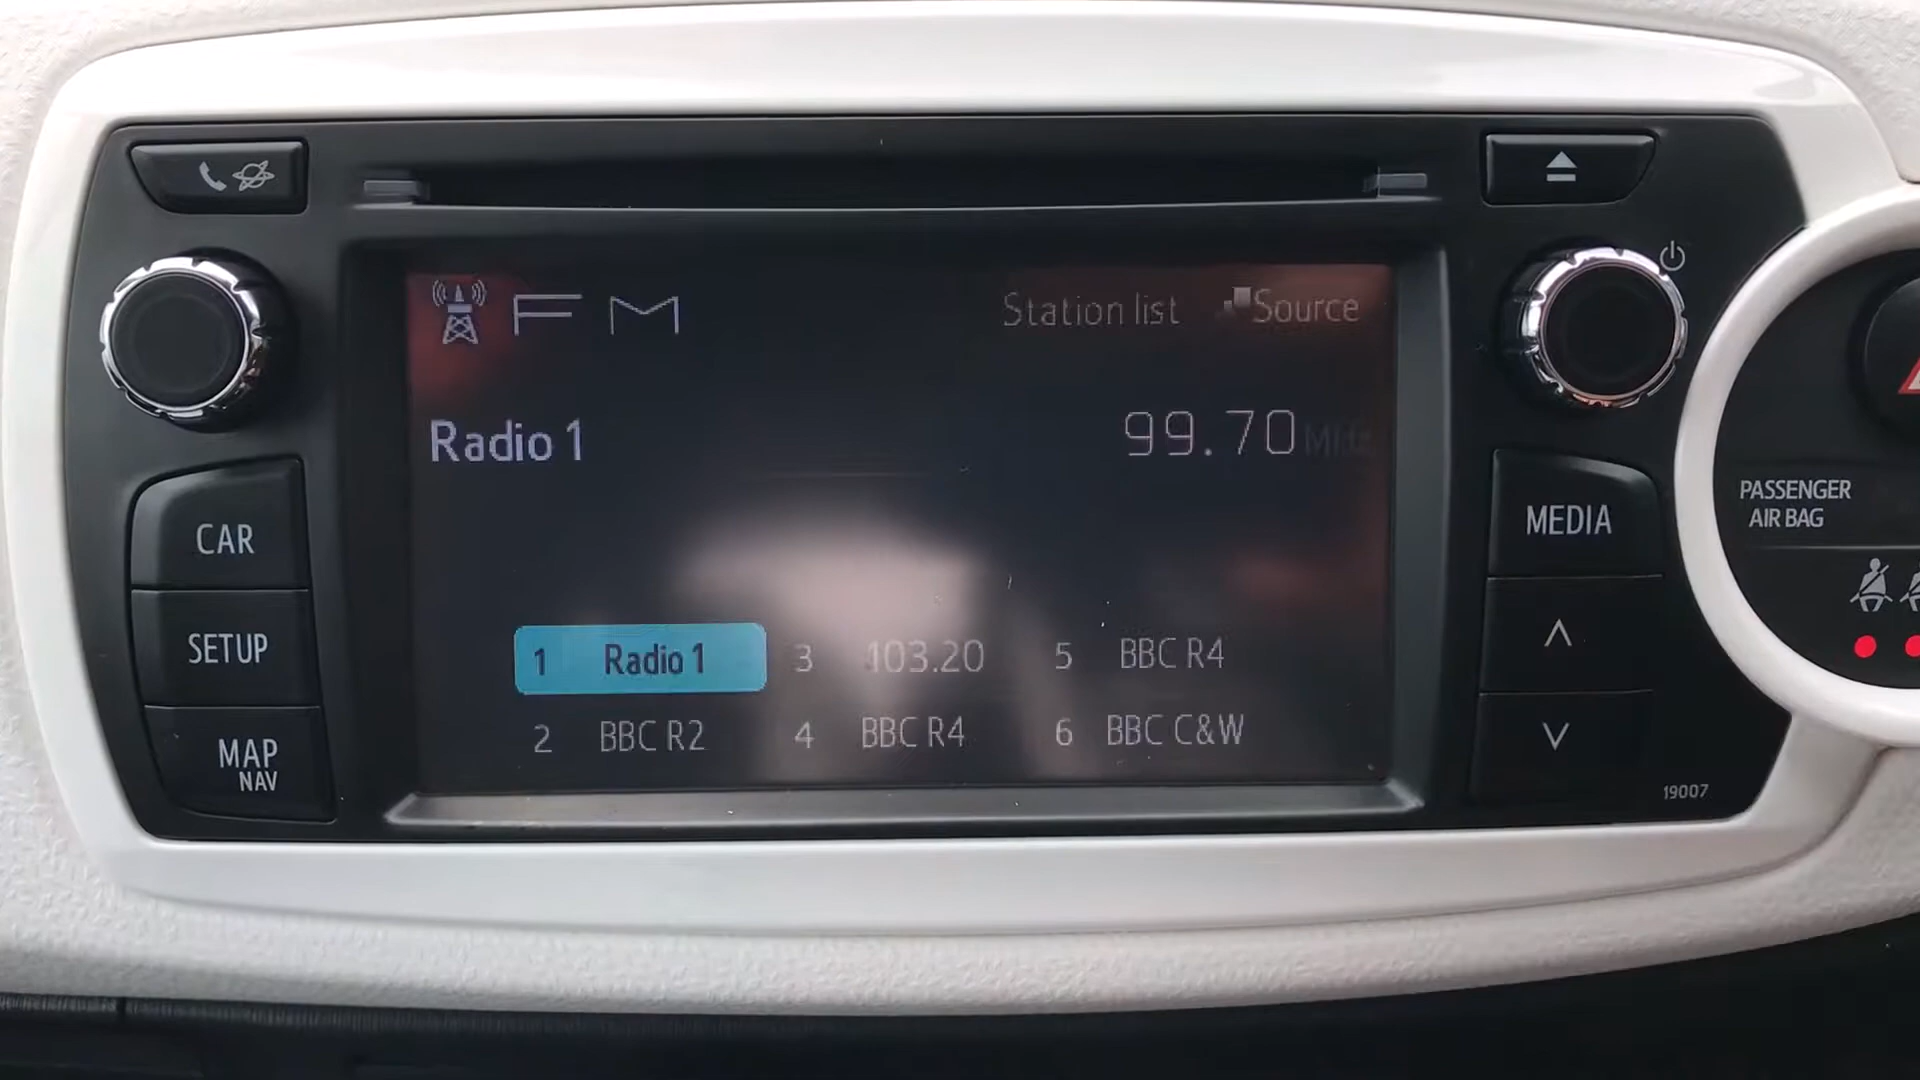 FM
Station list
Source
Radio 1
99.70 MHz
1 Radio 1
3 103.20
5 BBC R4
2 BBC R2
4 BBC R4
6 BBC C&W
CAR
SETUP
MAP
NAV
MEDIA
19007
PASSENGER
AIR BAG